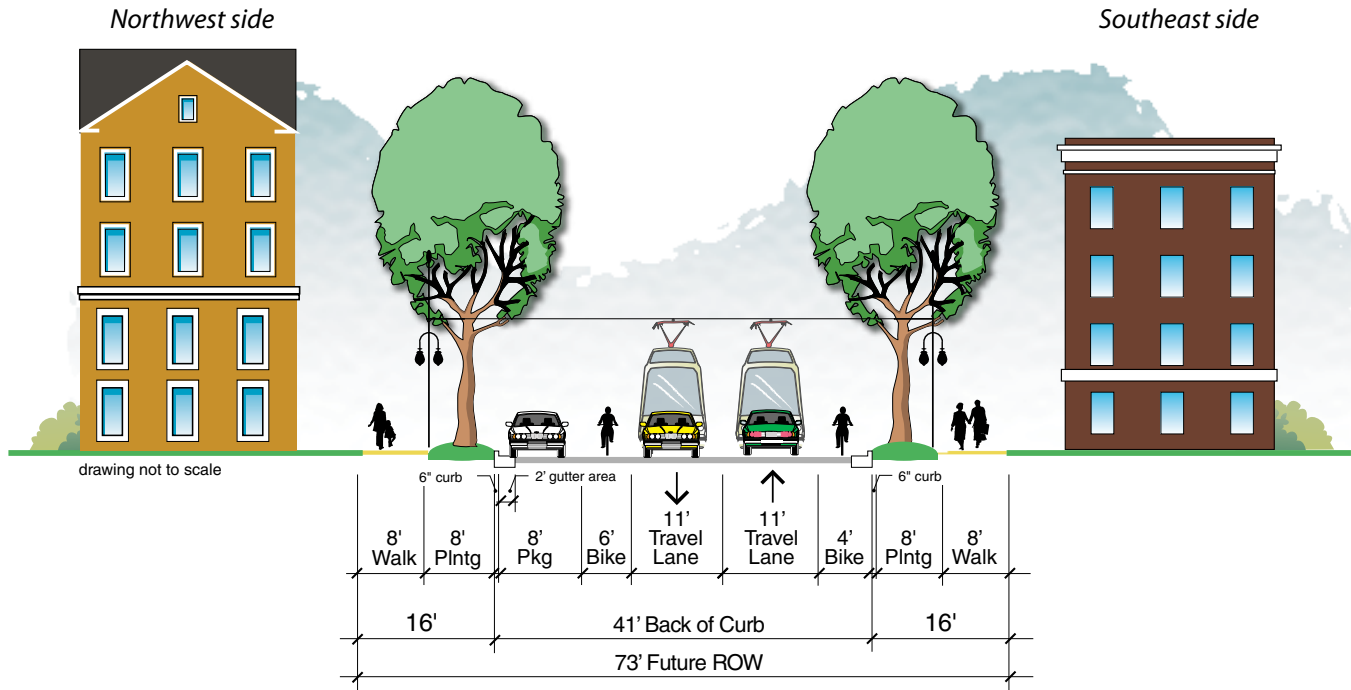 Northwest side
Southeast side
drawing not to scale
6" curb
2’ gutter area
6" curb
8'
Walk
8'
Plntg
8’
Pkg
6’
Bike
11’
Travel
Lane
11’
Travel
Lane
4’
Bike
8'
Plntg
8’
Walk
16'
41’ Back of Curb
16'
73’ Future ROW